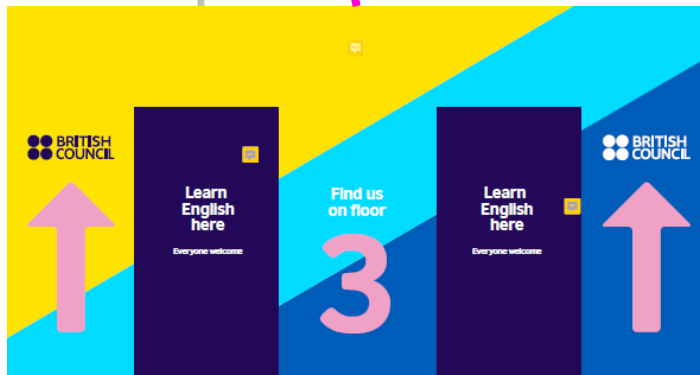 BRITISH
COUNCIL
Learn
English
here
Everyone welcome
Find us
on floor
3
Learn
English
here
Everyone welcome
BRITISH
COUNCIL